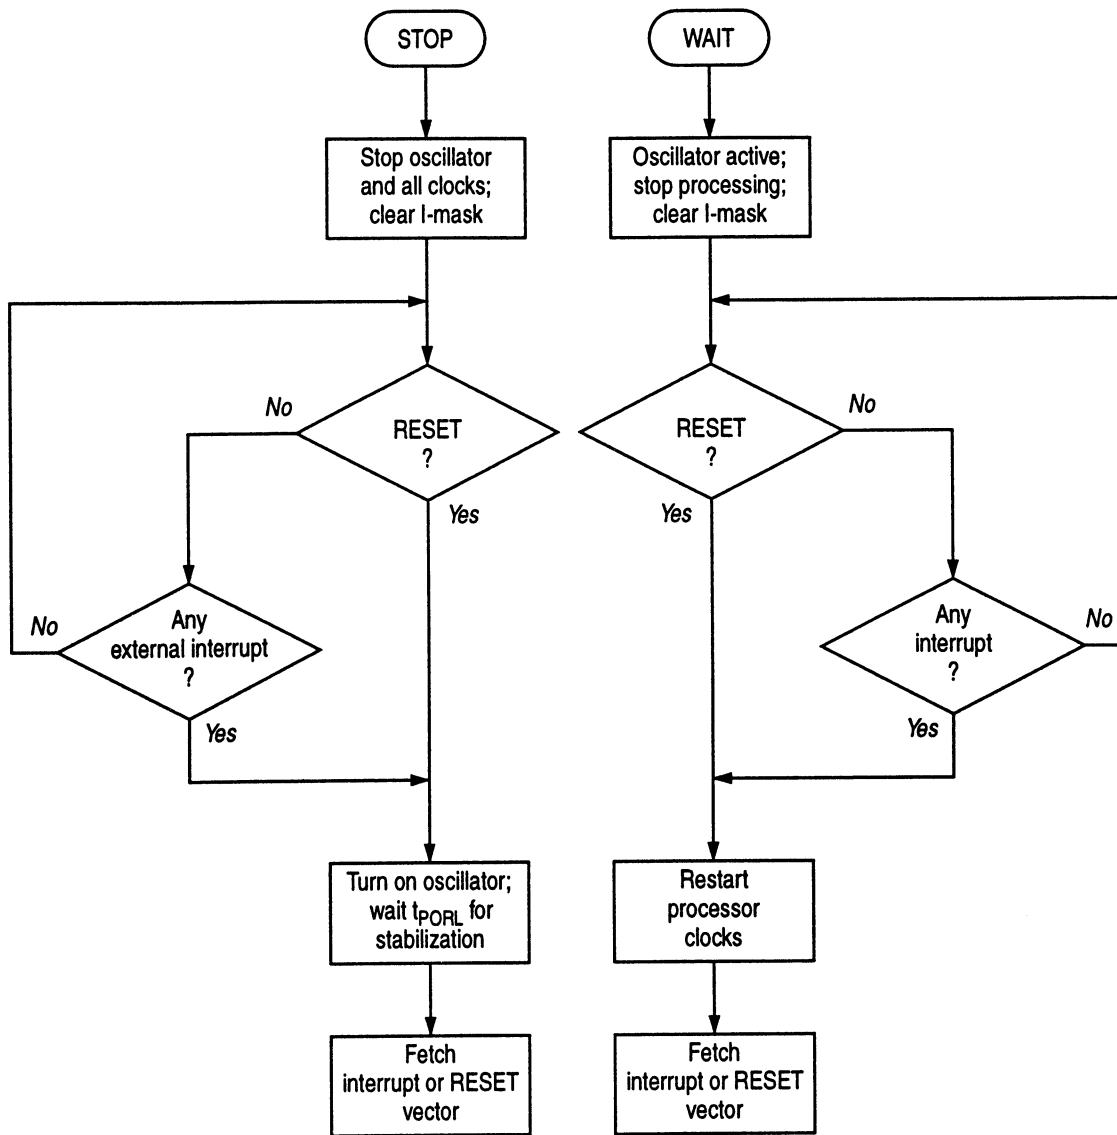 STOP
Stop oscillator
and all clocks;
clear I-mask
RESET
?
No
Yes
Any
external interrupt
?
No
Yes
Turn on oscillator;
wait tPORL for
stabilization
Fetch
interrupt or RESET
vector
WAIT
Oscillator active;
stop processing;
clear I-mask
RESET
?
No
Yes
Any
interrupt
?
No
Yes
Restart
processor
clocks
Fetch
interrupt or RESET
vector